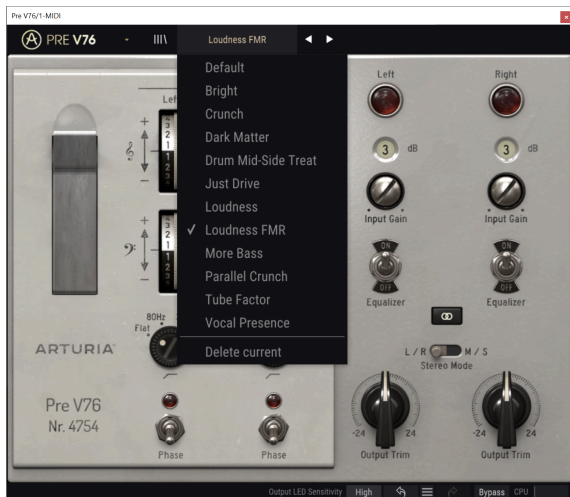 Pre V76/1-MIDI
PRE V76
Loudness FMR
Default
Bright
Crunch
Dark Matter
Drum Mid-Side Treat
Just Drive
Loudness
✓ Loudness FMR
More Bass
Parallel Crunch
Tube Factor
Vocal Presence
Delete current
Left Right
3 dB 3 dB
Input Gain Input Gain
ON ON
OFF OFF
Equalizer Equalizer
L / R M / S
Stereo Mode
-24 24 -24 24
Output Trim Output Trim
80Hz
Flat
ARTURIA
Pre V76
Nr. 4754
Phase Phase
Output LED Sensitivity High Bypass CPU